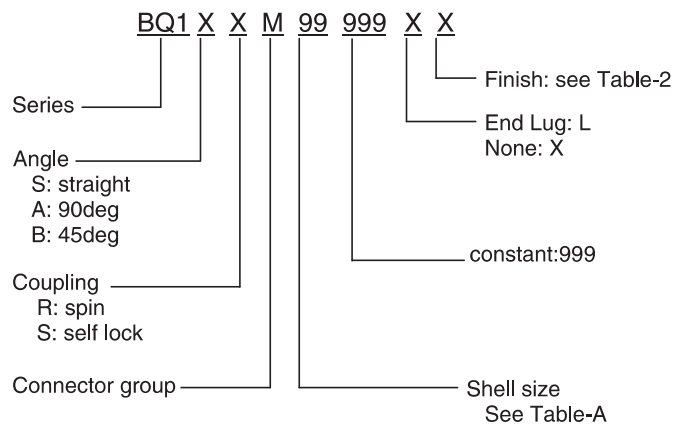 BQ1 X X M 99 999 X X
Finish: see Table-2
Series
End Lug: L
None: X
Angle
S: straight
A: 90deg
B: 45deg
constant:999
Coupling
R: spin
S: self lock
Connector group
Shell size
See Table-A